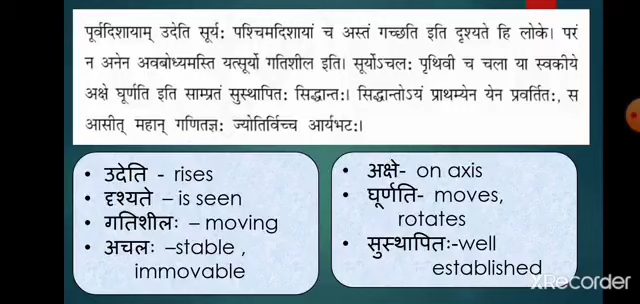 पूर्वदिशायाम् उदेति सूर्यः पश्चिमदिशायां च अस्तं गच्छति इति दृश्यते हि लोके। परं
न अनेन अवबोध्यमस्ति यत्सूर्यो गतिशील इति। सूर्योऽचलः पृथिवी च चला या स्वकीये
अक्षे घूर्णति इति साम्प्रतं सुस्थापितः सिद्धान्तः। सिद्धान्तोऽयं प्राथम्येन येन प्रवर्तितः, स
आसीत् महान् गणितज्ञः ज्योतिर्विच्च आर्यभटः।
• उदेति - rises
• दृश्यते – is seen
• गतिशीलः – moving
• अचलः –stable ,
immovable
• अक्षे- on axis
• घूर्णति- moves,
rotates
• सुस्थापितः-well
established
XRecorder